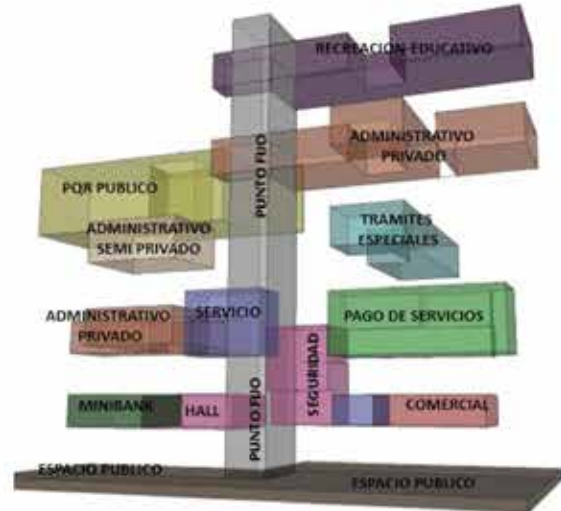 RECREACION EDUCATIVO
ADMINISTRATIVO
PRIVADO
PUNTO FIJO
PQR PUBLICO
ADMINISTRATIVO
SEMI PRIVADO
TRAMITES
ESPECIALES
ADMINISTRATIVO
PRIVADO
SERVICIO
PAGO DE SERVICIOS
SEGURIDAD
MINIBANK
HALL
PUNTO FIJO
COMERCIAL
ESPACIO PUBLICO
ESPACIO PUBLICO